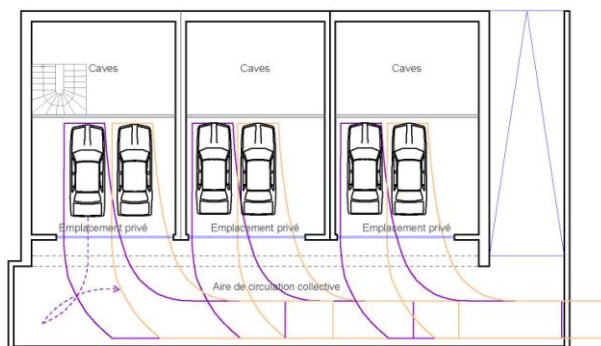 Caves
Caves
Caves
Emplacement privé
Emplacement privé
Emplacement privé
Aire de circulation collective